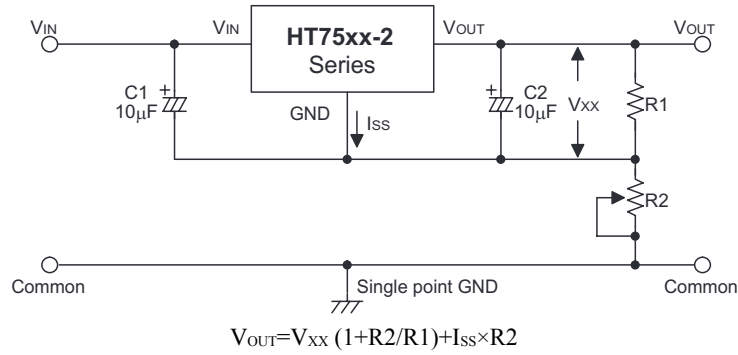 VIN VIN HT75xx-2 VOUT VOUT
Series
C1 + GND ISS C2 + VXX R1
10μF 10μF
R2
Common Single point GND Common
VOUT=VXX (1+R2/R1)+ISS×R2